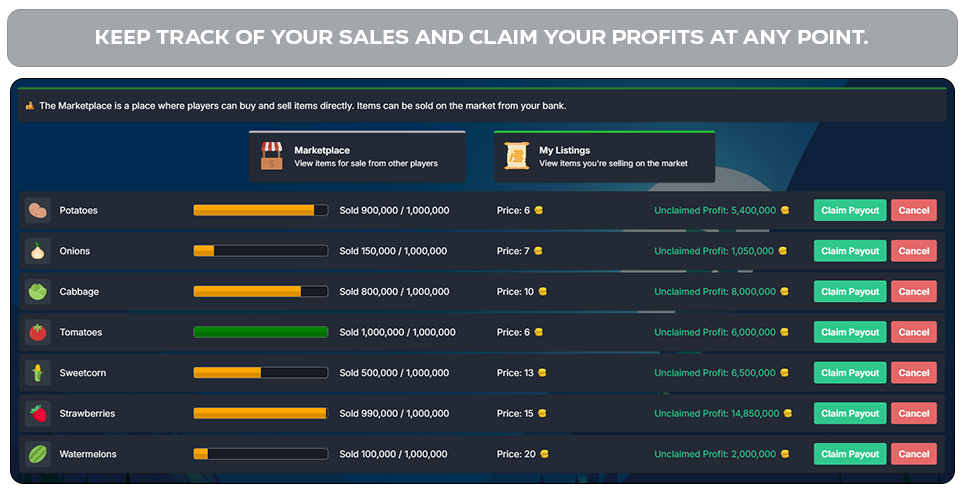 KEEP TRACK OF YOUR SALES AND CLAIM YOUR PROFITS AT ANY POINT.
The Marketplace is a place where players can buy and sell items directly. Items can be sold on the market from your bank.
Marketplace
View items for sale from other players
My Listings
View items you're selling on the market
Potatoes Sold 900,000 / 1,000,000 Price: 6 Unclaimed Profit: 5,400,000 Claim Payout Cancel
Onions Sold 150,000 / 1,000,000 Price: 7 Unclaimed Profit: 1,050,000 Claim Payout Cancel
Cabbage Sold 800,000 / 1,000,000 Price: 10 Unclaimed Profit: 8,000,000 Claim Payout Cancel
Tomatoes Sold 1,000,000 / 1,000,000 Price: 6 Unclaimed Profit: 6,000,000 Claim Payout Cancel
Sweetcorn Sold 500,000 / 1,000,000 Price: 13 Unclaimed Profit: 6,500,000 Claim Payout Cancel
Strawberries Sold 990,000 / 1,000,000 Price: 15 Unclaimed Profit: 14,850,000 Claim Payout Cancel
Watermelons Sold 100,000 / 1,000,000 Price: 20 Unclaimed Profit: 2,000,000 Claim Payout Cancel